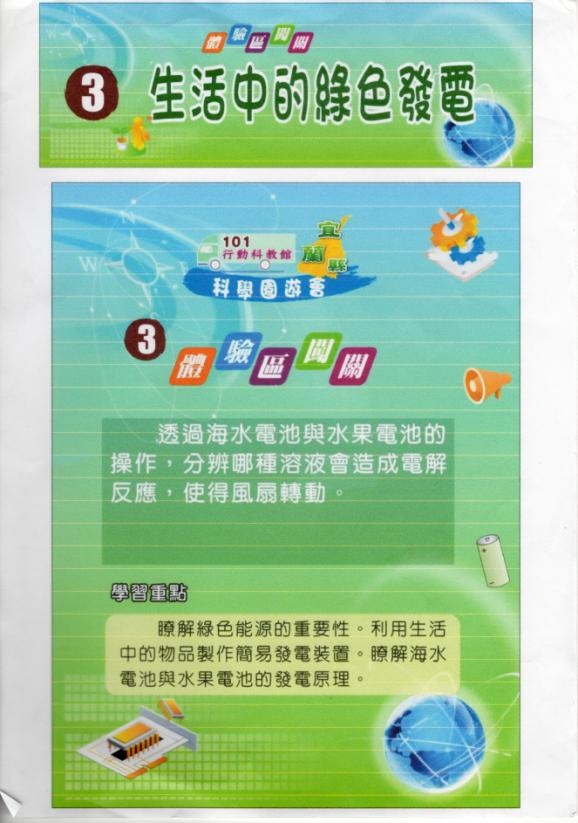 體驗區闖關
3 生活中的綠色發電
N
W
101
行動科教館
宜蘭縣
科學園遊會
3 體驗區闖關
透過海水電池與水果電池的
操作,分辨哪種溶液會造成電解
反應,使得風扇轉動。
學習重點
瞭解綠色能源的重要性。利用生活
中的物品製作簡易發電裝置。瞭解海水
電池與水果電池的發電原理。